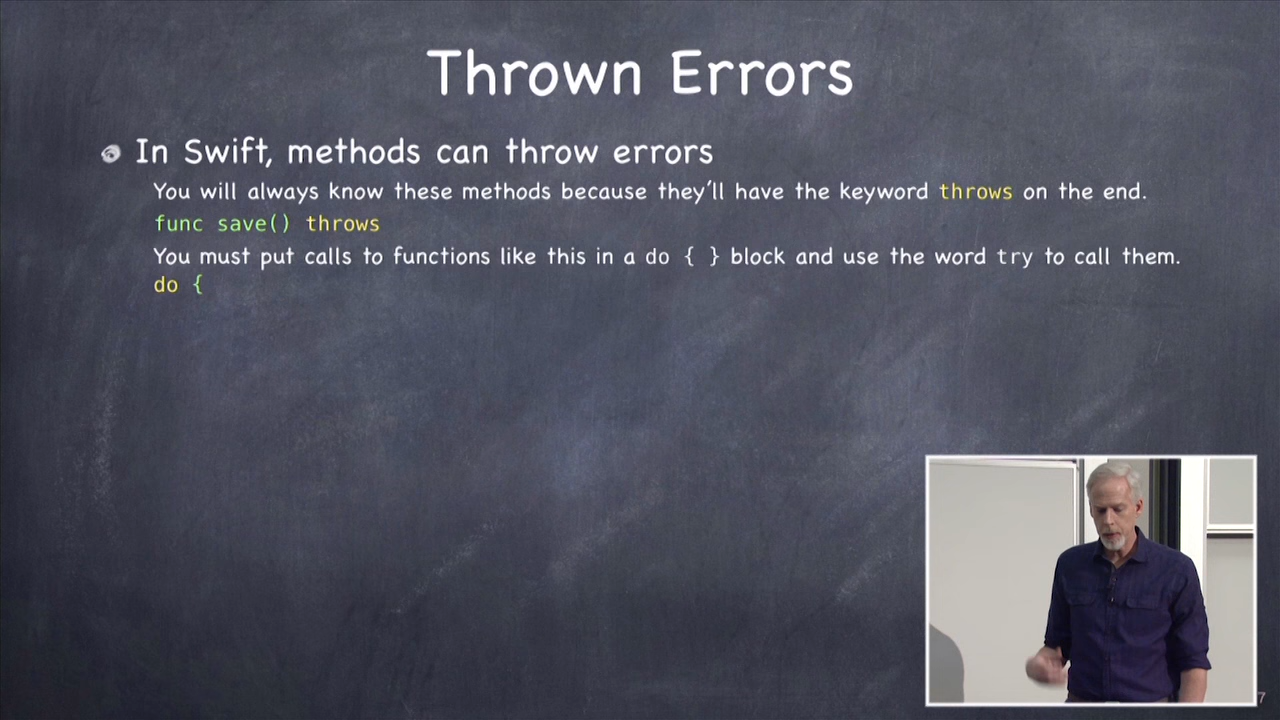 Thrown Errors
In Swift, methods can throw errors
You will always know these methods because they’ll have the keyword throws on the end.
func save() throws
You must put calls to functions like this in a do { } block and use the word try to call them.
do {
7